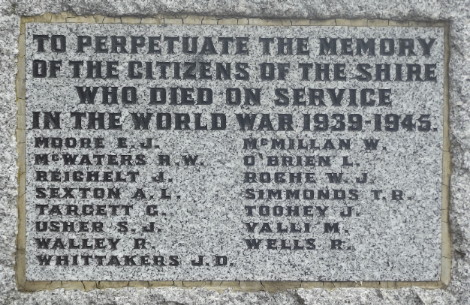 TO PERPETUATE THE MEMORY
OF THE CITIZENS OF THE SHIRE
WHO DIED ON SERVICE
IN THE WORLD WAR 1939-1945.
MOORE E. J.
McWATERS R. W.
REICHELT J.
SEXTON A. L.
TARGETT G.
USHER S. J.
WALLEY R.
WHITTAKERS J. D.
McMILLAN W.
O'BRIEN L.
ROCHE W. J.
SIMMONDS T. R.
TOOHEY J.
VALLI M.
WELLS R.